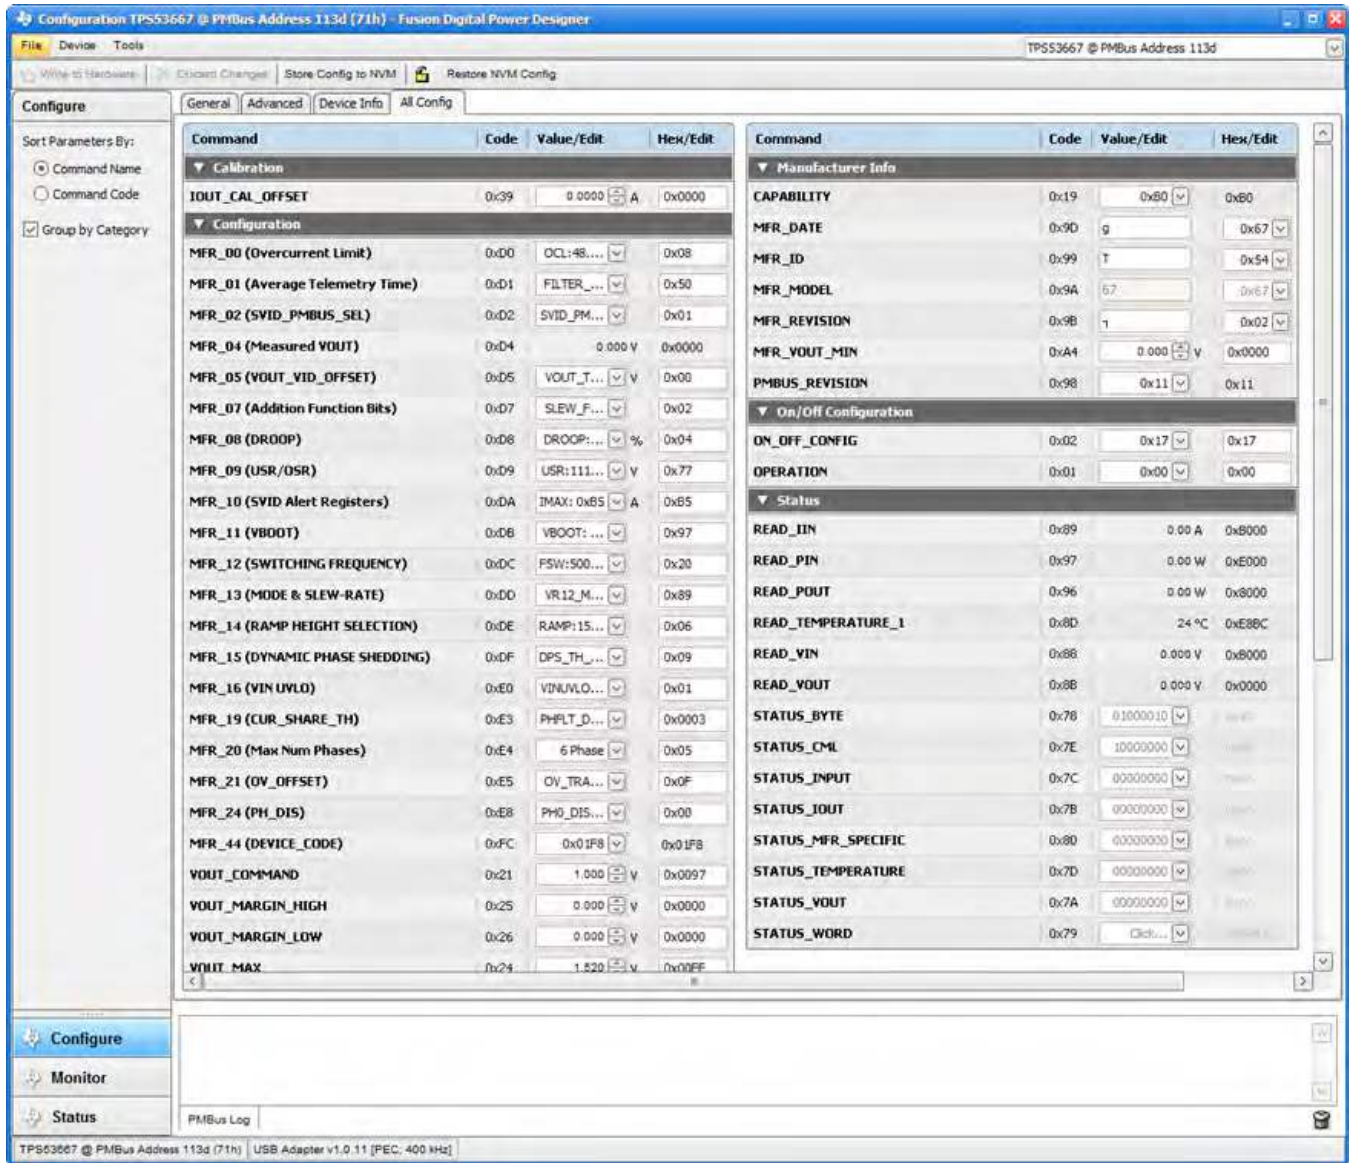 Configuration TPS53667 @ PMBus Address 113d (71h) - Fusion Digital Power Designer
File Device Tools
TPS53667 @ PMBus Address 113d
Write to Hardware Discard Changes Store Config to NVM Restore NVM Config
Configure
General Advanced Device Info All Config
Sort Parameters By:
Command Name
Command Code
Group by Category
Command Code Value/Edit Hex/Edit
Calibration
IOUT_CAL_OFFSET 0x39 0.0000 A 0x0000
Configuration
MFR_00 (Overcurrent Limit) 0xD0 OCL:48.... 0x08
MFR_01 (Average Telemetry Time) 0xD1 FILTER_... 0x50
MFR_02 (SVID_PMBUS_SEL) 0xD2 SVID_PM... 0x01
MFR_04 (Measured VOUT) 0xD4 0.000 V 0x0000
MFR_05 (VOUT_VID_OFFSET) 0xD5 VOUT_T... V 0x00
MFR_07 (Addition Function Bits) 0xD7 SLEW_F... 0x02
MFR_08 (DROOP) 0xD8 DROOP:... % 0x04
MFR_09 (USR/OSR) 0xD9 USR:111... V 0x77
MFR_10 (SVID Alert Registers) 0xDA IMAX: 0xB5 A 0xB5
MFR_11 (VBOOT) 0xDB VBOOT: ... 0x97
MFR_12 (SWITCHING FREQUENCY) 0xDC FSW:500... 0x20
MFR_13 (MODE & SLEW-RATE) 0xDD VR12_M... 0x89
MFR_14 (RAMP HEIGHT SELECTION) 0xDE RAMP:15... 0x06
MFR_15 (DYNAMIC PHASE SHEDDING) 0xDF DPS_TH_... 0x09
MFR_16 (VIN UVLO) 0xE0 VINUVLO... 0x01
MFR_19 (CUR_SHARE_TH) 0xE3 PHFLT_D... 0x0003
MFR_20 (Max Num Phases) 0xE4 6 Phase 0x05
MFR_21 (OV_OFFSET) 0xE5 OV_TRA... 0x0F
MFR_24 (PH_DIS) 0xE8 PH0_DIS... 0x00
MFR_44 (DEVICE_CODE) 0xFC 0x01F8 0x01F8
VOUT_COMMAND 0x21 1.000 V 0x0097
VOUT_MARGIN_HIGH 0x25 0.000 V 0x0000
VOUT_MARGIN_LOW 0x26 0.000 V 0x0000
VOUT_MAX 0x24 1.520 V 0x00FF
Command Code Value/Edit Hex/Edit
Manufacturer Info
CAPABILITY 0x19 0xB0 0xB0
MFR_DATE 0x9D g 0x67
MFR_ID 0x99 T 0x54
MFR_MODEL 0x9A 67 0x67
MFR_REVISION 0x9B ┐ 0x02
MFR_VOUT_MIN 0xA4 0.000 V 0x0000
PMBUS_REVISION 0x98 0x11 0x11
On/Off Configuration
ON_OFF_CONFIG 0x02 0x17 0x17
OPERATION 0x01 0x00 0x00
Status
READ_IIN 0x89 0.00 A 0xB000
READ_PIN 0x97 0.00 W 0xE000
READ_POUT 0x96 0.00 W 0x8000
READ_TEMPERATURE_1 0x8D 24 °C 0xE8BC
READ_VIN 0x88 0.000 V 0xB000
READ_VOUT 0x8B 0.000 V 0x0000
STATUS_BYTE 0x78 01000010
STATUS_CML 0x7E 10000000
STATUS_INPUT 0x7C 00000000
STATUS_IOUT 0x7B 00000000
STATUS_MFR_SPECIFIC 0x80 00000000
STATUS_TEMPERATURE 0x7D 00000000
STATUS_VOUT 0x7A 00000000
STATUS_WORD 0x79 Click...
Configure
Monitor
Status
PMBus Log
TPS53667 @ PMBus Address 113d (71h) USB Adapter v1.0.11 [PEC; 400 kHz]